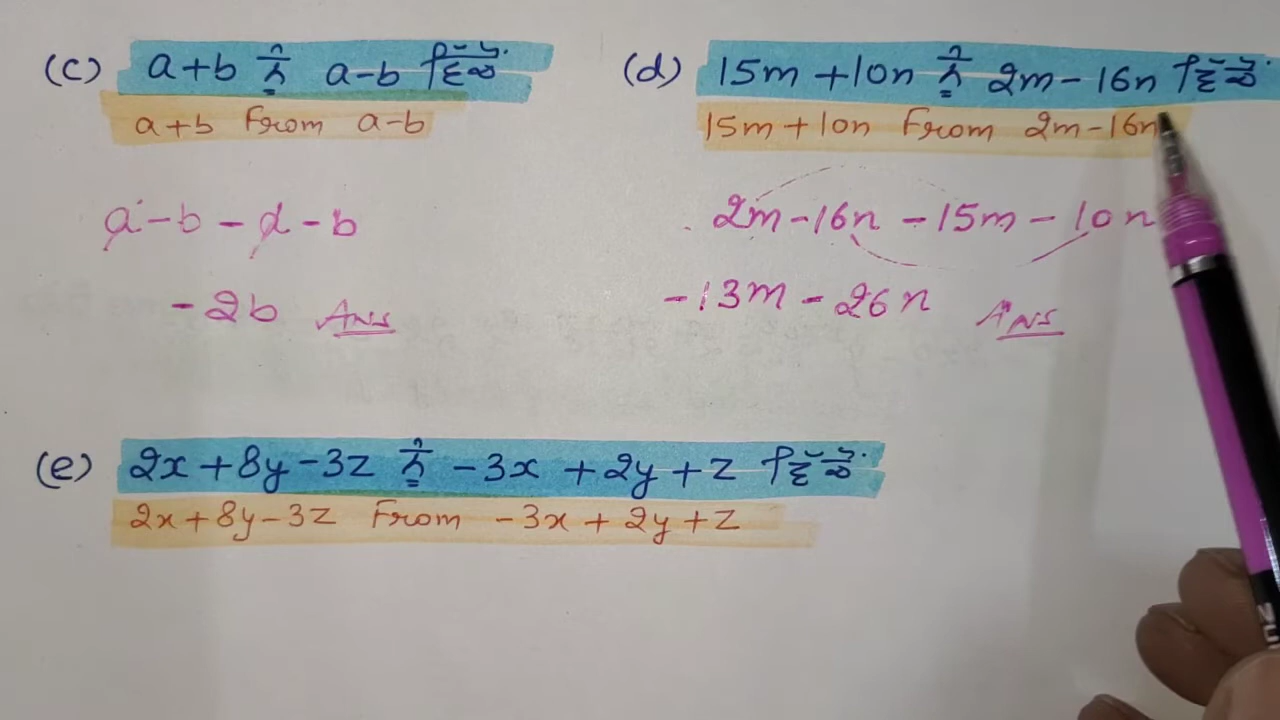 (c) a+b ਨੂੰ a-b ਵਿੱਚੋਂ
a+b From a-b
a-b-a-b
-2b Ans
(d) 15m+10n ਨੂੰ 2m-16n ਵਿੱਚੋਂ
15m+10n From 2m-16n
2m-16n-15m-10n
-13m-26n Ans
(e) 2x+8y-3z ਨੂੰ -3x+2y+z ਵਿੱਚੋਂ
2x+8y-3z From -3x+2y+z